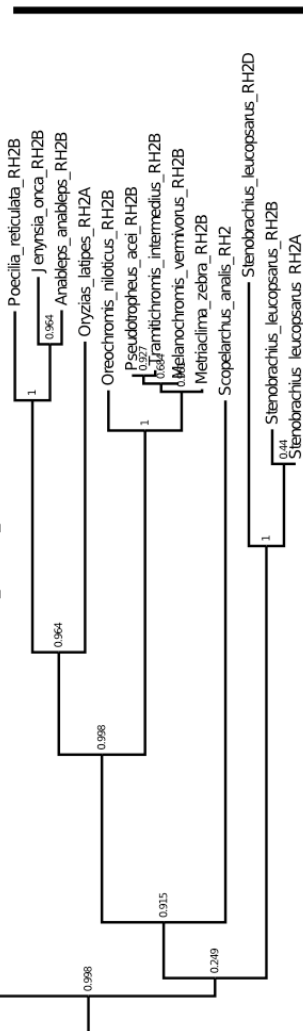 Poecilia_reticulata_RH2B
Jenynsia_onca_RH2B
Anableps_anableps_RH2B
Oryzias_latipes_RH2A
Oreochromis_niloticus_RH2B
Pseudotropheus_acei_RH2B
Tramitichromis_intermedius_RH2B
Melanochromis_vermivorus_RH2B
Metriaclima_zebra_RH2B
Scopelarchus_analis_RH2
Stenobrachius_leucopsarus_RH2D
Stenobrachius_leucopsarus_RH2B
Stenobrachius_leucopsarus_RH2A
0.964
1
0.964
0.998
0.927
0.684
1
0.915
0.44
1
0.249
0.998